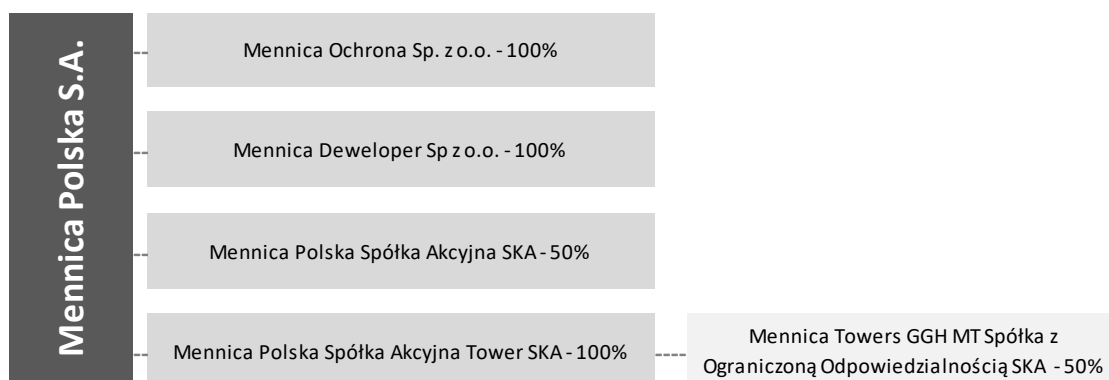 Mennica Polska S.A.
Mennica Ochrona Sp. z o.o. - 100%
Mennica Deweloper Sp z o.o. - 100%
Mennica Polska Spółka Akcyjna SKA - 50%
Mennica Polska Spółka Akcyjna Tower SKA - 100%
Mennica Towers GGH MT Spółka z
Ograniczoną Odpowiedzialnością SKA - 50%